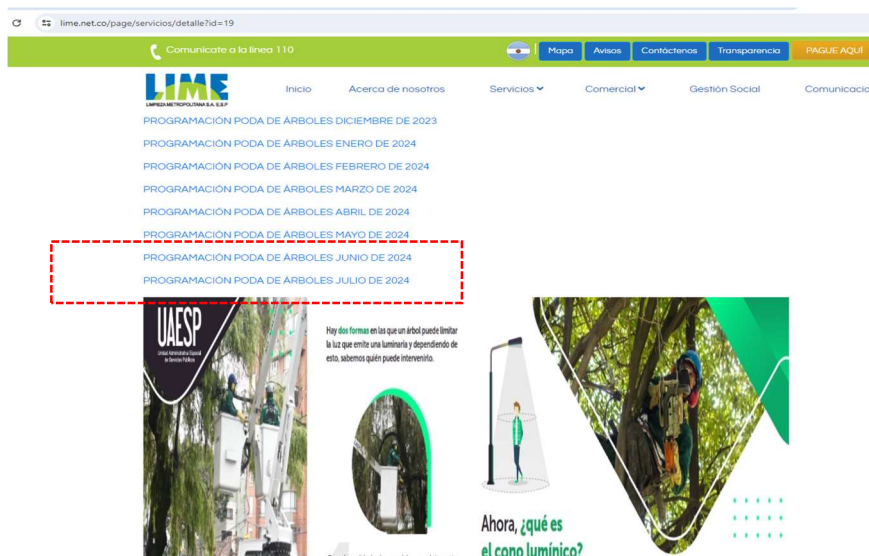 lime.net.co/page/servicios/detalle?id=19
Comunícate a la línea 110
Mapa
Avisos
Contáctenos
Transparencia
PAGUE AQUÍ
LIME
LIMPIEZA METROPOLITANA S.A. E.S.P
Inicio
Acerca de nosotros
Servicios
Comercial
Gestión Social
Comunicacio
PROGRAMACIÓN PODA DE ÁRBOLES DICIEMBRE DE 2023
PROGRAMACIÓN PODA DE ÁRBOLES ENERO DE 2024
PROGRAMACIÓN PODA DE ÁRBOLES FEBRERO DE 2024
PROGRAMACIÓN PODA DE ÁRBOLES MARZO DE 2024
PROGRAMACIÓN PODA DE ÁRBOLES ABRIL DE 2024
PROGRAMACIÓN PODA DE ÁRBOLES MAYO DE 2024
PROGRAMACIÓN PODA DE ÁRBOLES JUNIO DE 2024
PROGRAMACIÓN PODA DE ÁRBOLES JULIO DE 2024
UAESP
Unidad Administrativa Especial
de Servicios Públicos
Hay dos formas en las que un árbol puede limitar
la luz que emite una luminaria y dependiendo de
esto, sabemos quién puede intervenirlo.
Ahora, ¿qué es
el cono lumínico?